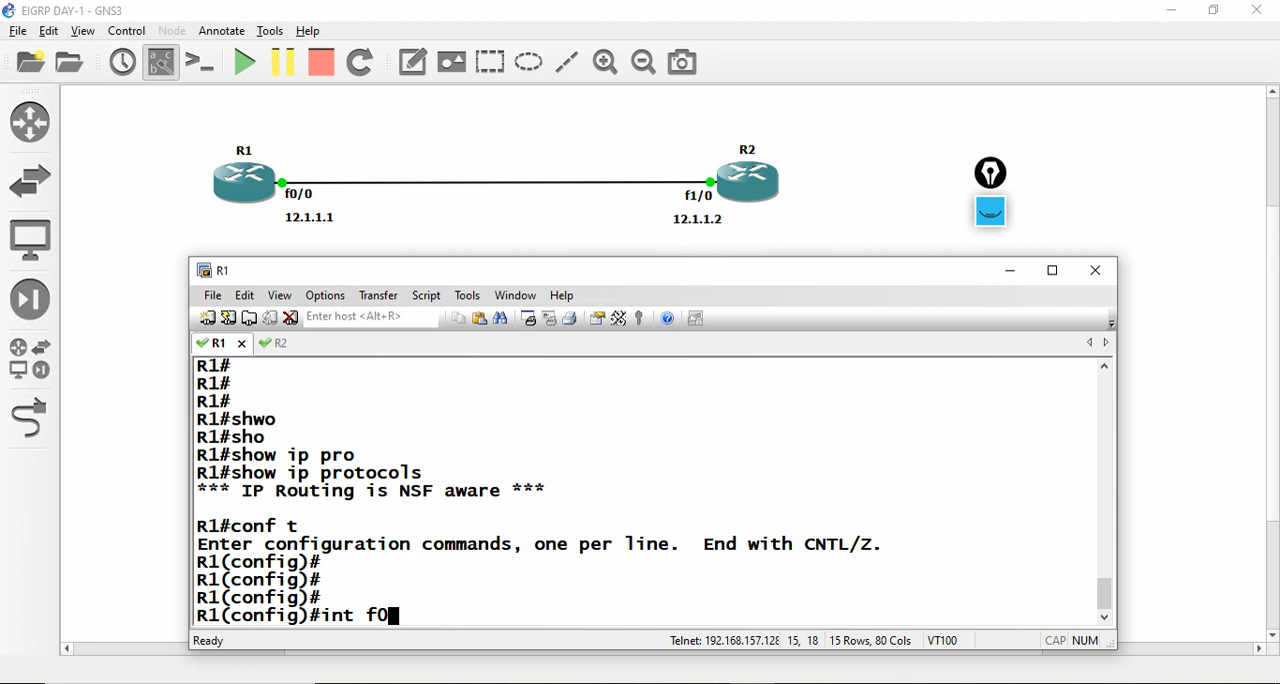 EIGRP DAY-1 - GNS3
File Edit View Control Node Annotate Tools Help
R1
R2
f0/0
f1/0
12.1.1.1
12.1.1.2
R1
File Edit View Options Transfer Script Tools Window Help
Enter host <Alt+R>
R1 R2
R1#
R1#
R1#
R1#shwo
R1#sho
R1#show ip pro
R1#show ip protocols
*** IP Routing is NSF aware ***
R1#conf t
Enter configuration commands, one per line.  End with CNTL/Z.
R1(config)#
R1(config)#
R1(config)#
R1(config)#int f0
Ready Telnet: 192.168.157.128 15, 18 15 Rows, 80 Cols VT100 CAP NUM